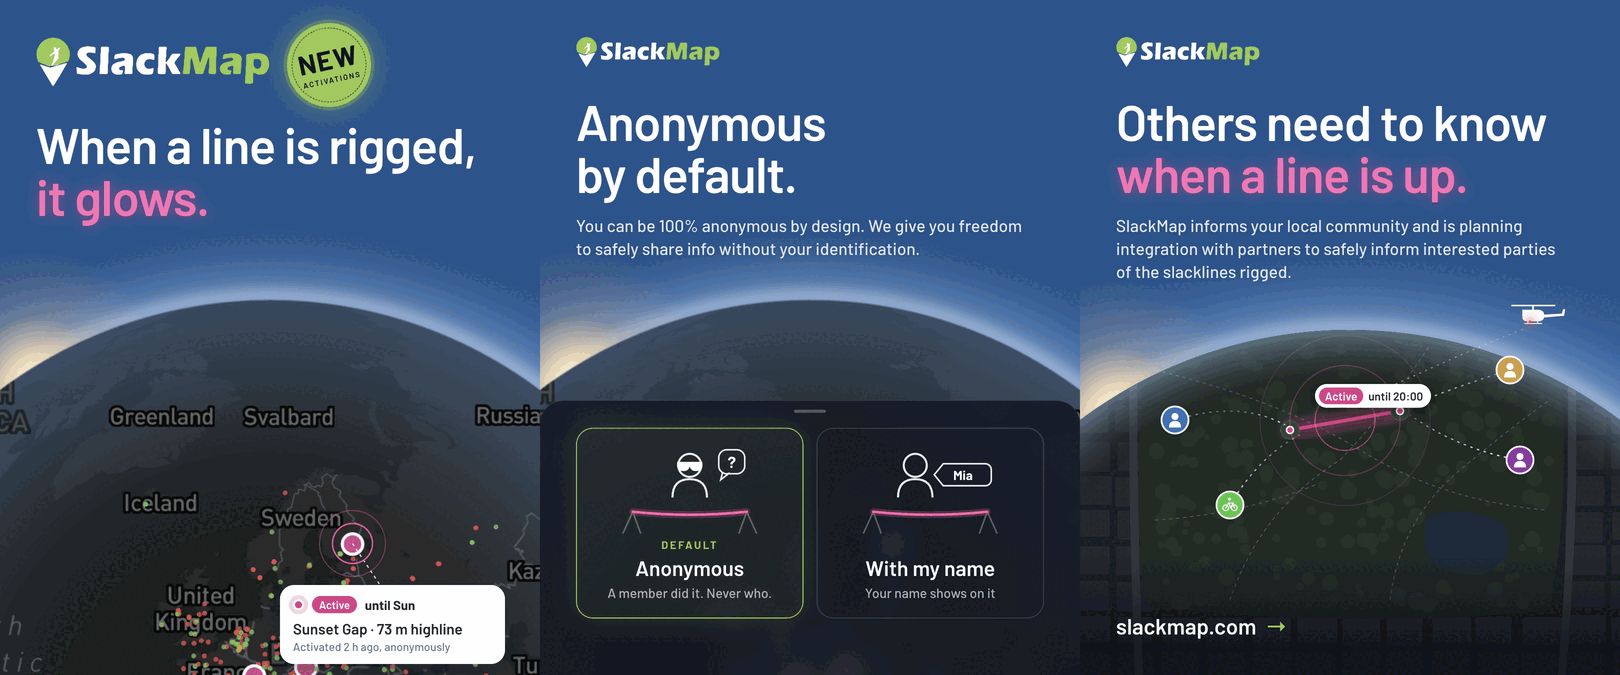 SlackMap
NEW
ACTIVATIONS
When a line is rigged,
it glows.
Greenland
Svalbard
Russia
Iceland
Sweden
United
Kingdom
Kaz
Active until Sun
Sunset Gap · 73 m highline
Activated 2 h ago, anonymously
France
Tu
SlackMap
Anonymous
by default.
You can be 100% anonymous by design. We give you freedom
to safely share info without your identification.
?
Mia
DEFAULT
Anonymous
A member did it. Never who.
With my name
Your name shows on it
SlackMap
Others need to know
when a line is up.
SlackMap informs your local community and is planning
integration with partners to safely inform interested parties
of the slacklines rigged.
Active until 20:00
slackmap.com →